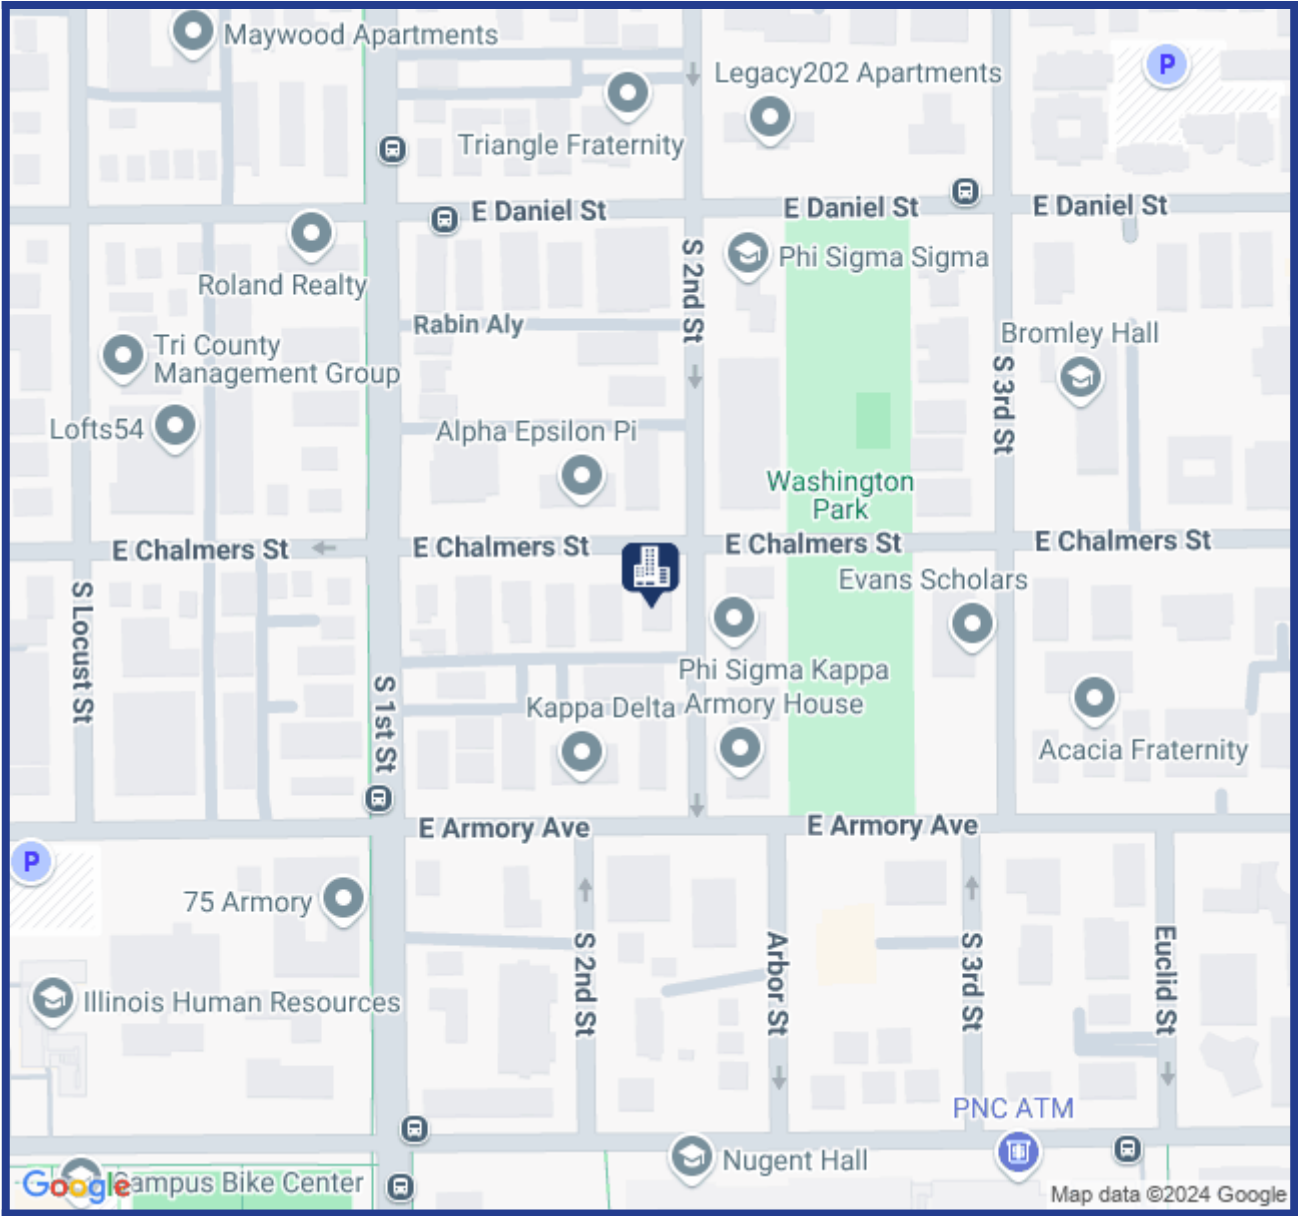 Maywood Apartments
P
Legacy202 Apartments
Triangle Fraternity
E Daniel St
E Daniel St
E Daniel St
Roland Realty
S 2nd St
Phi Sigma Sigma
Rabin Aly
Tri County
Management Group
Bromley Hall
S 3rd St
Lofts54
Alpha Epsilon Pi
Washington
Park
E Chalmers St
E Chalmers St
E Chalmers St
E Chalmers St
Evans Scholars
S Locust St
S 1st St
Phi Sigma Kappa
Kappa Delta
Armory House
Acacia Fraternity
E Armory Ave
E Armory Ave
P
75 Armory
S 2nd St
Arbor St
S 3rd St
Euclid St
Illinois Human Resources
PNC ATM
Nugent Hall
Google
Campus Bike Center
Map data ©2024 Google